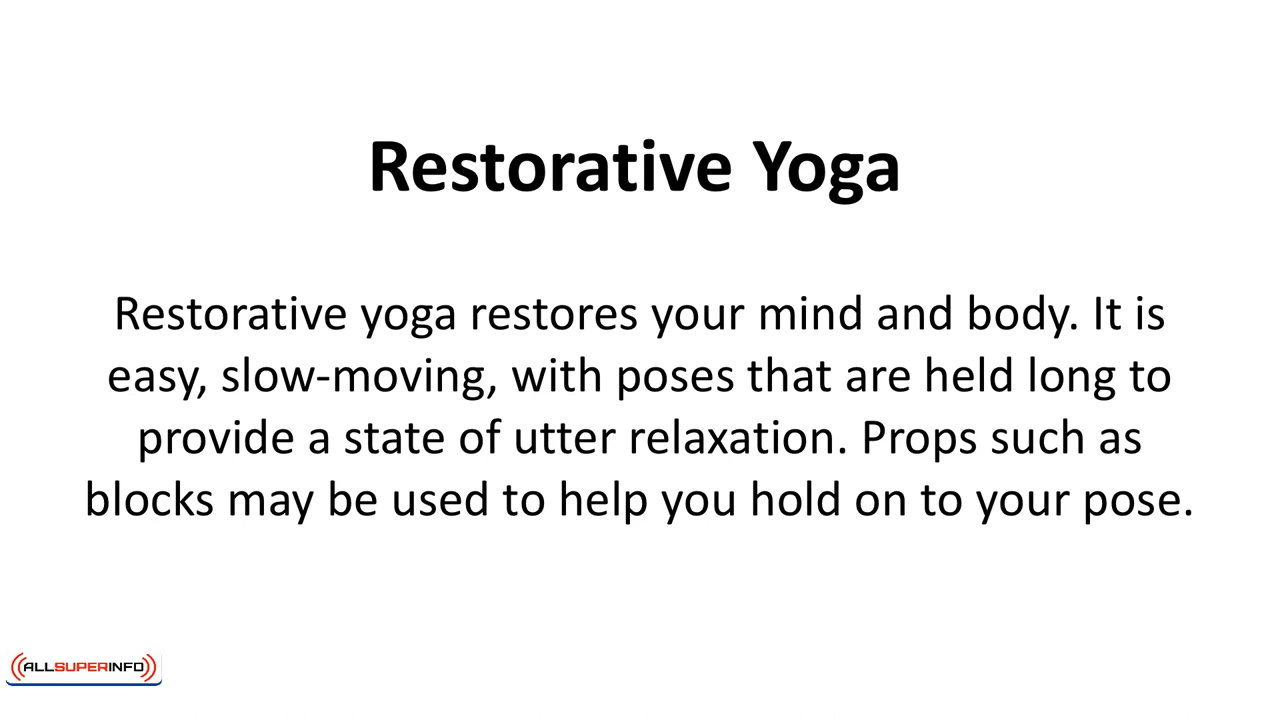 Restorative Yoga
Restorative yoga restores your mind and body. It is
easy, slow-moving, with poses that are held long to
provide a state of utter relaxation. Props such as
blocks may be used to help you hold on to your pose.
ALLSUPERINFO